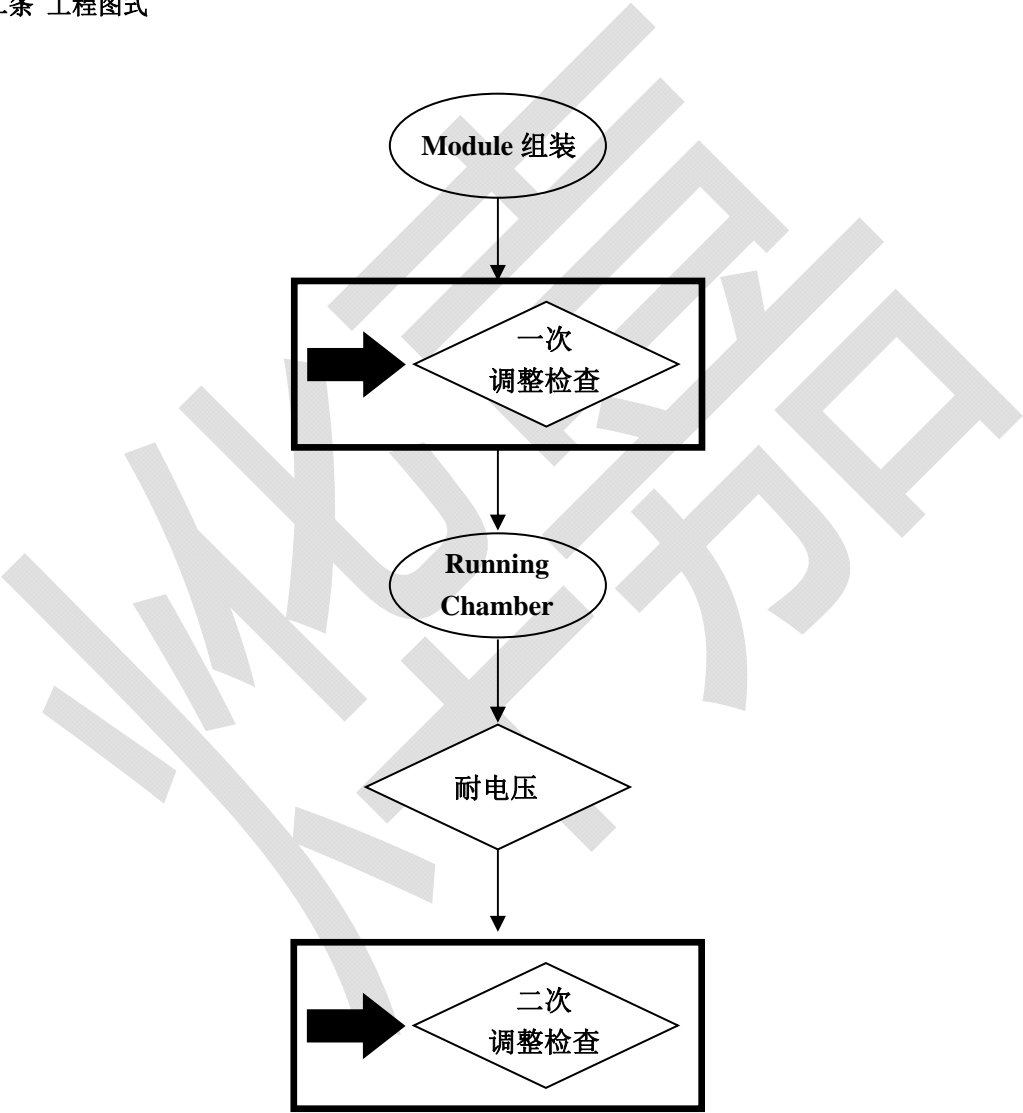 条 工程图式
Module 组装
一次
调整检查
Running
Chamber
耐电压
二次
调整检查